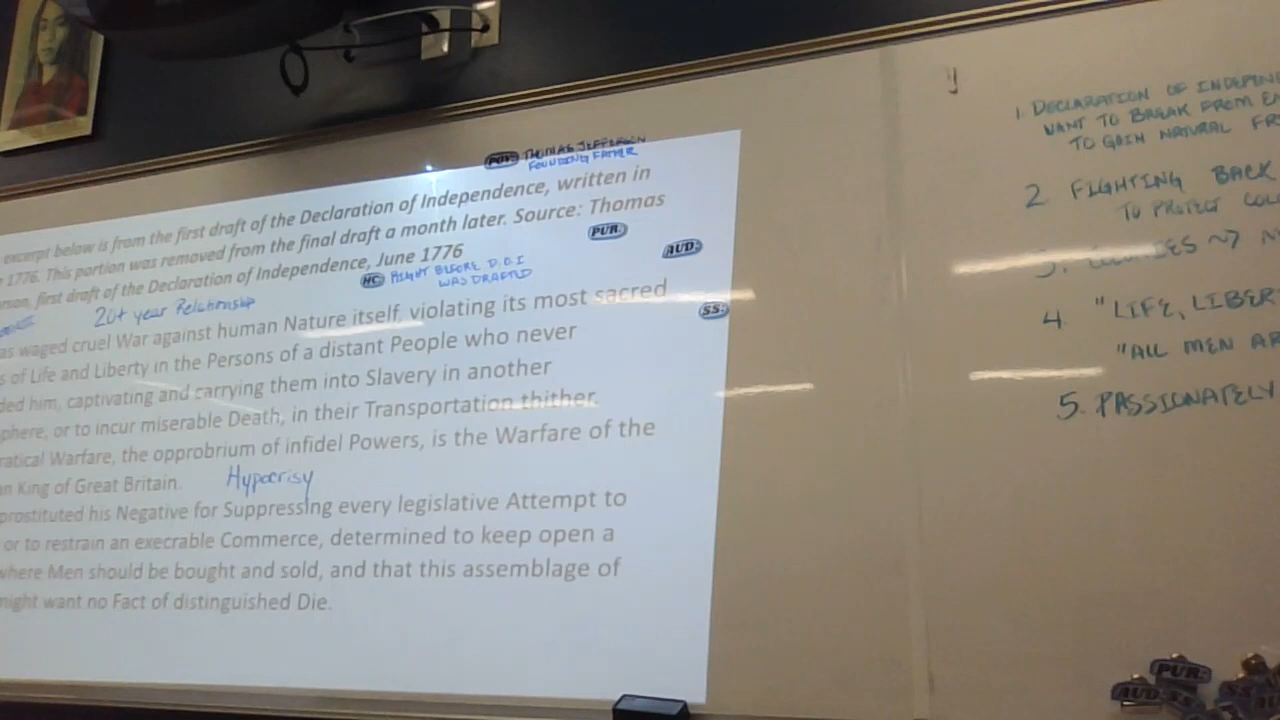 POV: THOMAS JEFFERSON
FOUNDING FATHER
excerpt below is from the first draft of the Declaration of Independence, written in
1776. This portion was removed from the final draft a month later. Source: Thomas
rson, first draft of the Declaration of Independence, June 1776
PUR:
AUD:
HC: RIGHT BEFORE D.O.I
WAS DRAFTED
20+ year Relationship
as waged cruel War against human Nature itself, violating its most sacred
SS:
s of Life and Liberty in the Persons of a distant People who never
ded him, captivating and carrying them into Slavery in another
phere, or to incur miserable Death, in their Transportation thither.
ratical Warfare, the opprobrium of infidel Powers, is the Warfare of the
an King of Great Britain.
Hypocrisy
prostituted his Negative for Suppressing every legislative Attempt to
or to restrain an execrable Commerce, determined to keep open a
where Men should be bought and sold, and that this assemblage of
might want no Fact of distinguished Die.
1. DECLARATION OF INDEPEN
WANT TO BREAK FROM E
TO GAIN NATURAL FR
2 FIGHTING BACK
TO PROTECT COL
3.
4. "LIFE, LIBER
"ALL MEN AR
5. PASSIONATELY
PUR:
AUD:
SS: